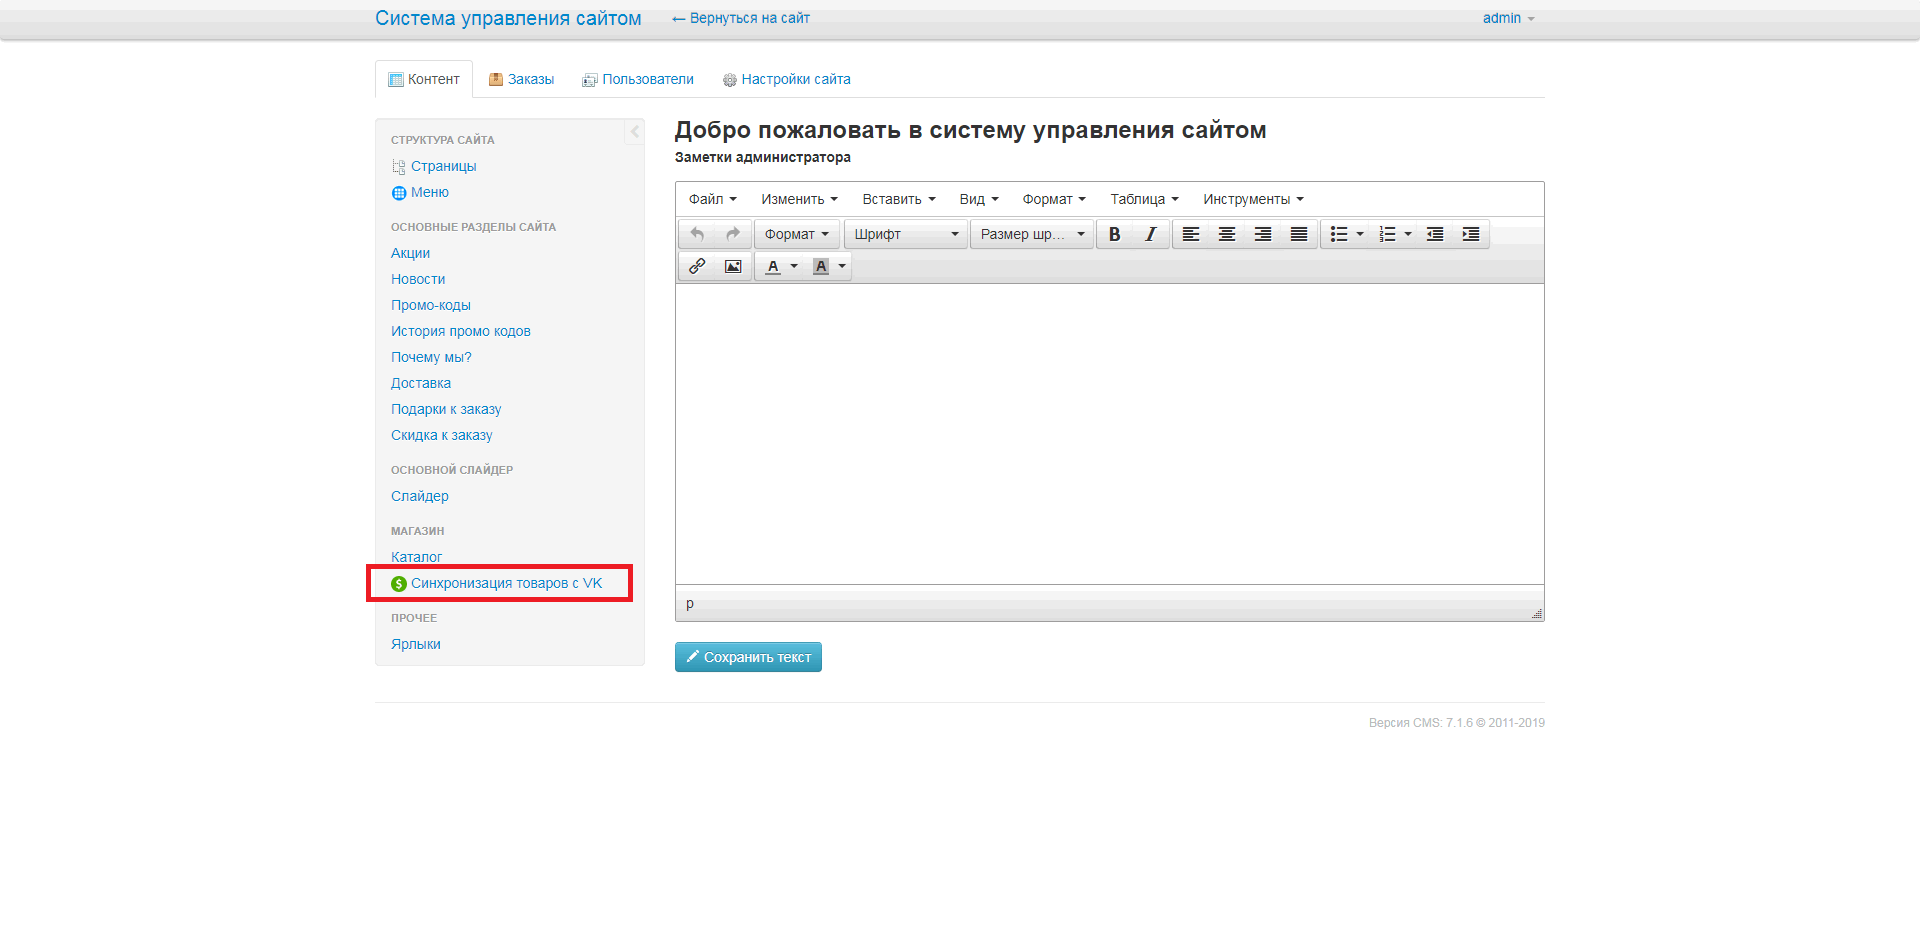 Система управления сайтом ← Вернуться на сайт admin
Контент Заказы Пользователи Настройки сайта
СТРУКТУРА САЙТА
Страницы
Меню
ОСНОВНЫЕ РАЗДЕЛЫ САЙТА
Акции
Новости
Промо-коды
История промо кодов
Почему мы?
Доставка
Подарки к заказу
Скидка к заказу
ОСНОВНОЙ СЛАЙДЕР
Слайдер
МАГАЗИН
Каталог
Синхронизация товаров с VK
ПРОЧЕЕ
Ярлыки
Добро пожаловать в систему управления сайтом
Заметки администратора
Файл Изменить Вставить Вид Формат Таблица Инструменты
Формат Шрифт Размер шр... B I
A A
p
Сохранить текст
Версия CMS: 7.1.6 © 2011-2019